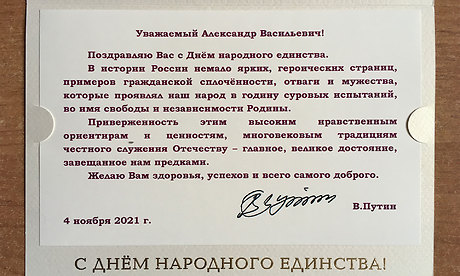 Уважаемый Александр Васильевич!
Поздравляю Вас с Днём народного единства.
В истории России немало ярких, героических страниц,
примеров гражданской сплочённости, отваги и мужества,
которые проявлял наш народ в годину суровых испытаний,
во имя свободы и независимости Родины.
Приверженность этим высоким нравственным
ориентирам и ценностям, многовековым традициям
честного служения Отечеству – главное, великое достояние,
завещанное нам предками.
Желаю Вам здоровья, успехов и всего самого доброго.
В.Путин
4 ноября 2021 г.
С ДНЁМ НАРОДНОГО ЕДИНСТВА!